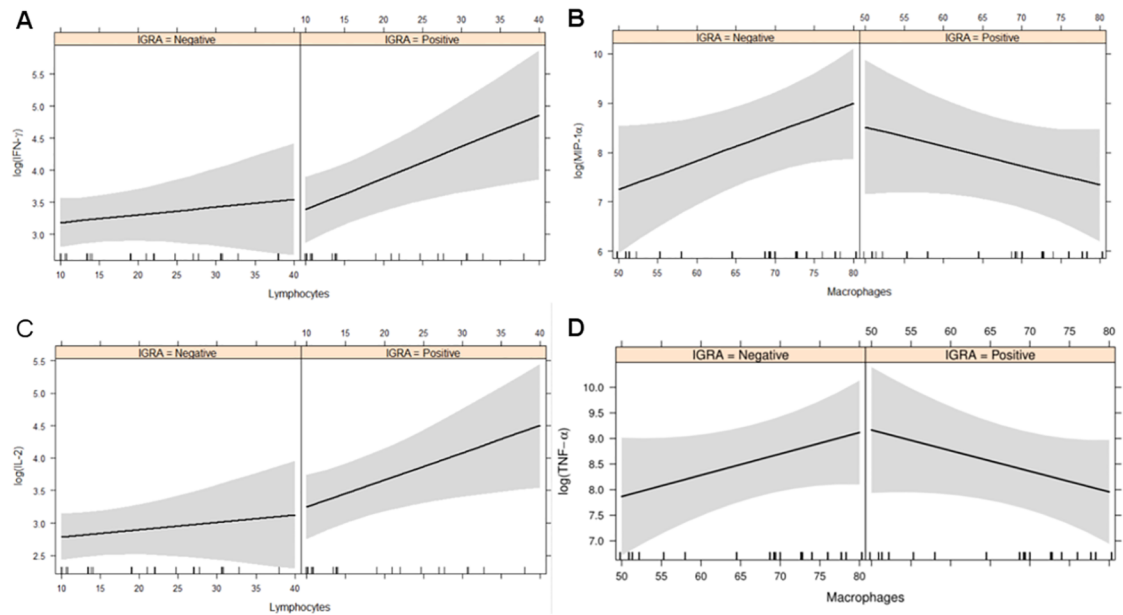 A
10 20 30 40
IGRA = Negative IGRA = Positive
5.5
5.0
4.5
4.0
3.5
3.0
log(IFN-γ)
10 15 20 25 30 35 40
Lymphocytes
B
50 60 70 80
55 65 75
IGRA = Negative IGRA = Positive
10
9
8
7
6
log(MIP-1α)
50 55 60 65 70 75 80
Macrophages
C
10 20 30 40
IGRA = Negative IGRA = Positive
5.5
5.0
4.5
4.0
3.5
3.0
2.5
log(IL-2)
10 15 20 25 30 35 40
Lymphocytes
D
50 55 60 65 70 75 80
IGRA = Negative IGRA = Positive
10.0
9.5
9.0
8.5
8.0
7.5
7.0
log(TNF-α)
50 55 60 65 70 75 80
Macrophages